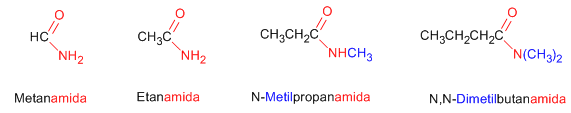 O O O O
HC CH3C CH3CH2C CH3CH2CH2C
NH2 NH2 NHCH3 N(CH3)2
Metanamida Etanamida N-Metilpropanamida N,N-Dimetilbutanamida